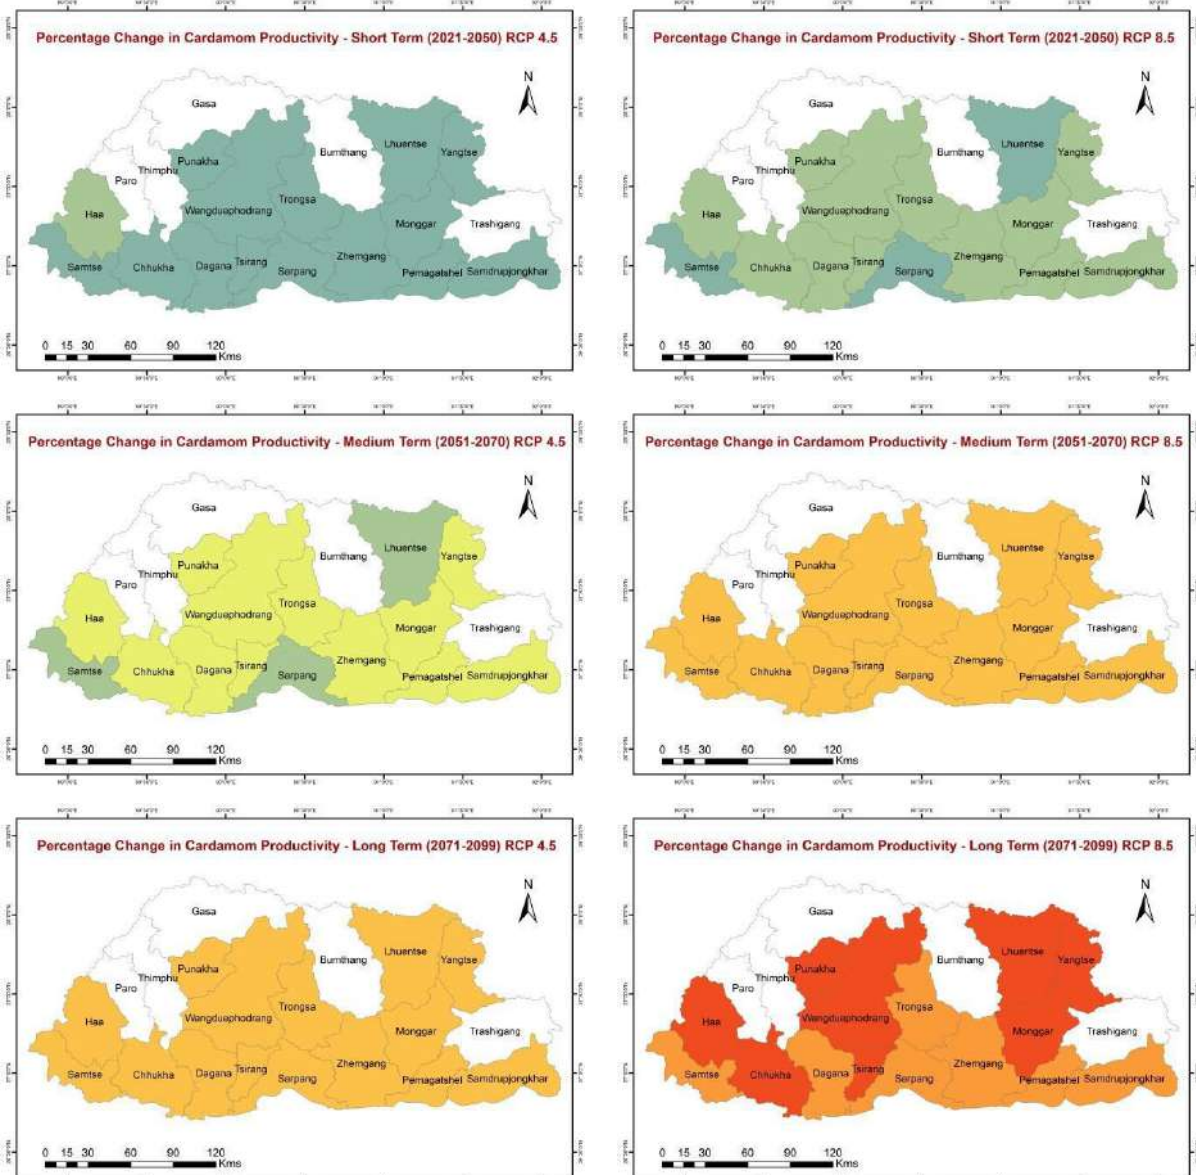 Percentage Change in Cardamom Productivity - Short Term (2021-2050) RCP 4.5
N
Gasa
Punakha
Thimphu
Paro
Haa
Bumthang
Lhuentse
Yangtse
Trongsa
Wangduephodrang
Monggar
Trashigang
Samtse
Chhukha
Dagana
Tsirang
Sarpang
Zhemgang
Pemagatshel
Samdrupjongkhar
0 15 30 60 90 120
Kms
Percentage Change in Cardamom Productivity - Short Term (2021-2050) RCP 8.5
N
Gasa
Punakha
Thimphu
Paro
Haa
Bumthang
Lhuentse
Yangtse
Trongsa
Wangduephodrang
Monggar
Trashigang
Samtse
Chhukha
Dagana
Tsirang
Sarpang
Zhemgang
Pemagatshel
Samdrupjongkhar
0 15 30 60 90 120
Kms
Percentage Change in Cardamom Productivity - Medium Term (2051-2070) RCP 4.5
N
Gasa
Punakha
Thimphu
Paro
Haa
Bumthang
Lhuentse
Yangtse
Trongsa
Wangduephodrang
Monggar
Trashigang
Samtse
Chhukha
Dagana
Tsirang
Sarpang
Zhemgang
Pemagatshel
Samdrupjongkhar
0 15 30 60 90 120
Kms
Percentage Change in Cardamom Productivity - Medium Term (2051-2070) RCP 8.5
N
Gasa
Punakha
Thimphu
Paro
Haa
Bumthang
Lhuentse
Yangtse
Trongsa
Wangduephodrang
Monggar
Trashigang
Samtse
Chhukha
Dagana
Tsirang
Sarpang
Zhemgang
Pemagatshel
Samdrupjongkhar
0 15 30 60 90 120
Kms
Percentage Change in Cardamom Productivity - Long Term (2071-2099) RCP 4.5
N
Gasa
Punakha
Thimphu
Paro
Haa
Bumthang
Lhuentse
Yangtse
Trongsa
Wangduephodrang
Monggar
Trashigang
Samtse
Chhukha
Dagana
Tsirang
Sarpang
Zhemgang
Pemagatshel
Samdrupjongkhar
0 15 30 60 90 120
Kms
Percentage Change in Cardamom Productivity - Long Term (2071-2099) RCP 8.5
N
Gasa
Punakha
Thimphu
Paro
Haa
Bumthang
Lhuentse
Yangtse
Trongsa
Wangduephodrang
Monggar
Trashigang
Samtse
Chhukha
Dagana
Tsirang
Sarpang
Zhemgang
Pemagatshel
Samdrupjongkhar
0 15 30 60 90 120
Kms